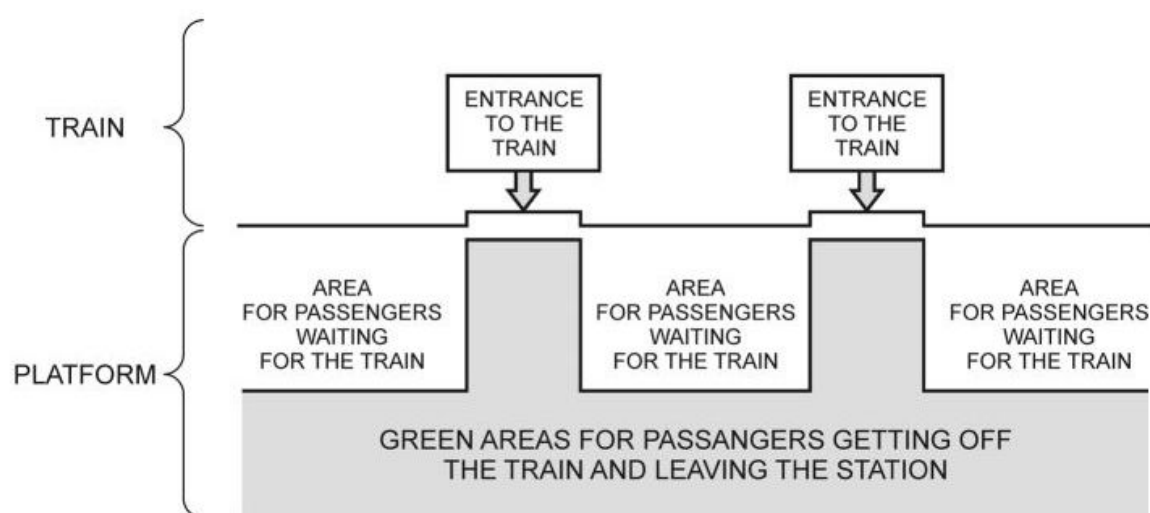 TRAIN
ENTRANCE
TO THE
TRAIN
ENTRANCE
TO THE
TRAIN
PLATFORM
AREA
FOR PASSENGERS
WAITING
FOR THE TRAIN
AREA
FOR PASSENGERS
WAITING
FOR THE TRAIN
AREA
FOR PASSENGERS
WAITING
FOR THE TRAIN
GREEN AREAS FOR PASSANGERS GETTING OFF
THE TRAIN AND LEAVING THE STATION